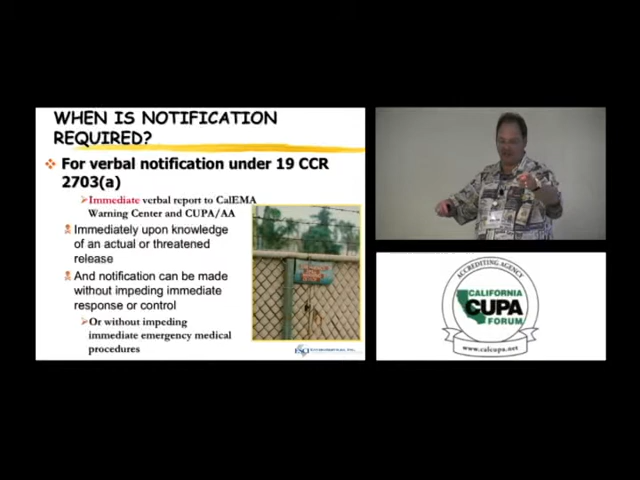 WHEN IS NOTIFICATION
REQUIRED?
For verbal notification under 19 CCR
2703(a)
Immediate verbal report to CalEMA
Warning Center and CUPA/AA
Immediately upon knowledge
of an actual or threatened
release
And notification can be made
without impeding immediate
response or control
Or without impeding
immediate emergency medical
procedures
ACCREDITING AGENCY
CALIFORNIA
CUPA
FORUM
www.calcupa.net